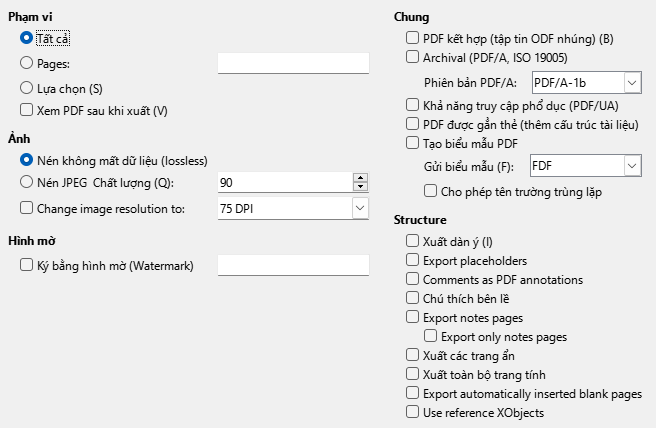 Phạm vi
Tất cả
Pages:
Lựa chọn (S)
Xem PDF sau khi xuất (V)
Ảnh
Nén không mất dữ liệu (lossless)
Nén JPEG Chất lượng (Q):
90
Change image resolution to:
75 DPI
Hình mờ
Ký bằng hình mờ (Watermark)
Chung
PDF kết hợp (tập tin ODF nhúng) (B)
Archival (PDF/A, ISO 19005)
Phiên bản PDF/A:
PDF/A-1b
Khả năng truy cập phổ dục (PDF/UA)
PDF được gắn thẻ (thêm cấu trúc tài liệu)
Tạo biểu mẫu PDF
Gửi biểu mẫu (F):
FDF
Cho phép tên trường trùng lặp
Structure
Xuất dàn ý (I)
Export placeholders
Comments as PDF annotations
Chú thích bên lề
Export notes pages
Export only notes pages
Xuất các trang ẩn
Xuất toàn bộ trang tính
Export automatically inserted blank pages
Use reference XObjects